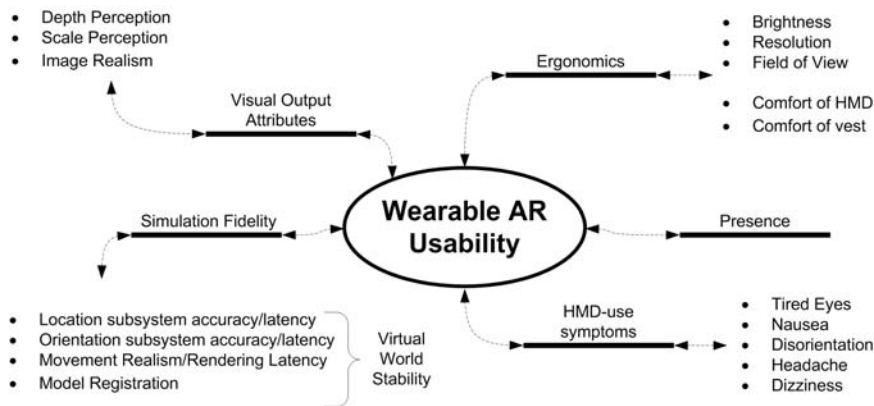 • Depth Perception
• Scale Perception
• Image Realism
Visual Output
Attributes
Ergonomics
• Brightness
• Resolution
• Field of View
• Comfort of HMD
• Comfort of vest
Wearable AR
Usability
Simulation Fidelity
Presence
• Location subsystem accuracy/latency
• Orientation subsystem accuracy/latency
• Movement Realism/Rendering Latency
• Model Registration
Virtual
World
Stability
HMD-use
symptoms
• Tired Eyes
• Nausea
• Disorientation
• Headache
• Dizziness